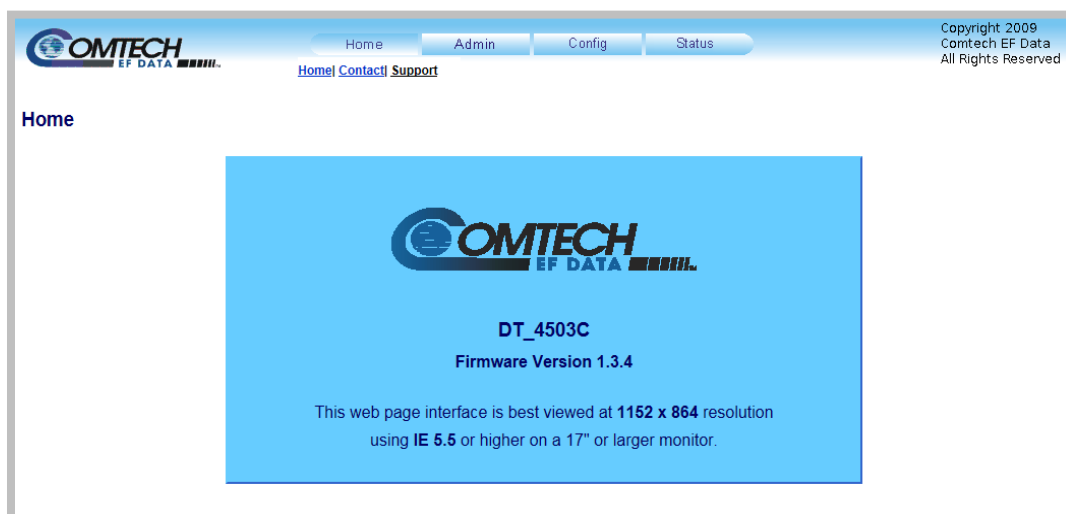 COMTECH
EF DATA
Home Admin Config Status
Copyright 2009
Comtech EF Data
All Rights Reserved
Home| Contact| Support
Home
COMTECH
EF DATA
DT_4503C
Firmware Version 1.3.4
This web page interface is best viewed at 1152 x 864 resolution
using IE 5.5 or higher on a 17" or larger monitor.